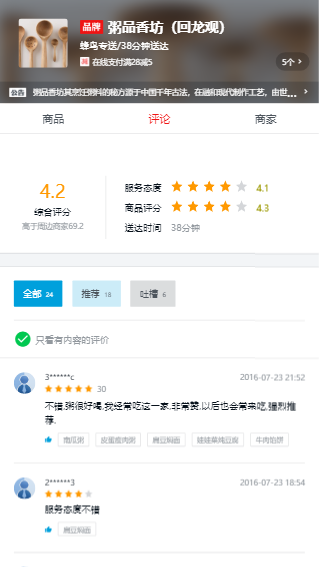 品牌 粥品香坊（回龙观）
蜂鸟专送/38分钟送达
减 在线支付满28减5
5个 >
公告 粥品香坊其烹饪粥料的秘方源于中国千年古法，在融和现代制作工艺，由世... >
商品 评论 商家
4.2
综合评分
高于周边商家69.2
服务态度 4.1
商品评分 4.3
送达时间 38分钟
全部 24 推荐 18 吐槽 6
只看有内容的评价
3******c 2016-07-23 21:52
30
不错,粥很好喝,我经常吃这一家,非常赞,以后也会常来吃,强烈推
荐.
南瓜粥 皮蛋瘦肉粥 扁豆焖面 娃娃菜炖豆腐 牛肉馅饼
2******3 2016-07-23 18:54
服务态度不错
扁豆焖面